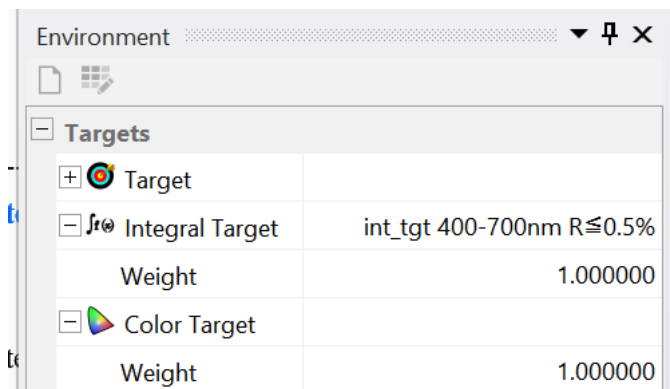 Environment
Targets
Target
Integral Target int_tgt 400-700nm R≦0.5%
Weight 1.000000
Color Target
Weight 1.000000